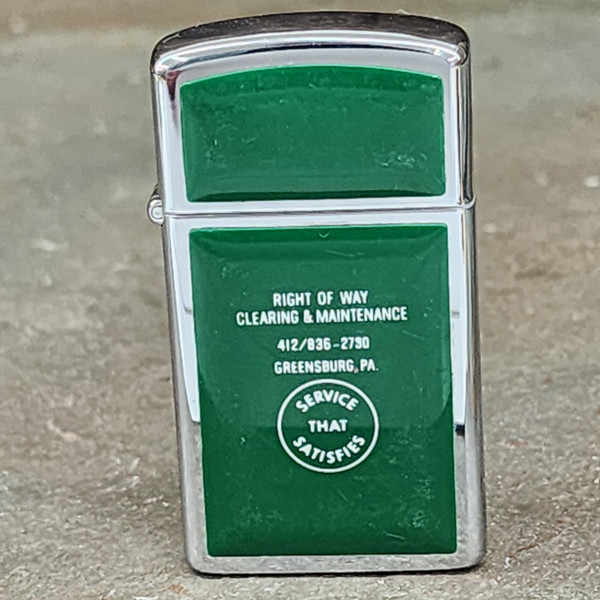 RIGHT OF WAY
CLEARING & MAINTENANCE
412/836-2790
GREENSBURG, PA.
SERVICE
THAT
SATISFIES